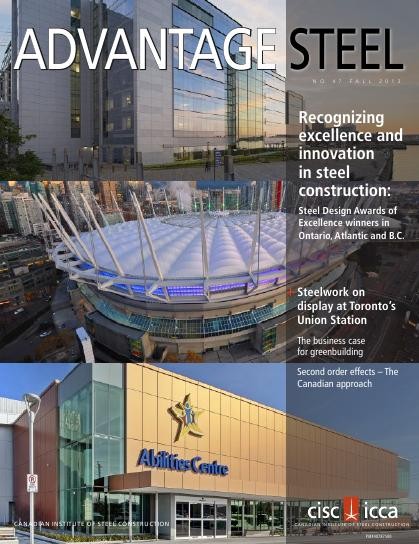 ADVANTAGE STEEL
NO 47 FALL 2013
Recognizing
excellence and
innovation
in steel
construction:
Steel Design Awards of
Excellence winners in
Ontario, Atlantic and B.C.
Steelwork on
display at Toronto's
Union Station
The business case
for greenbuilding
Second order effects – The
Canadian approach
Abilities Centre
cisc icca
CANADIAN INSTITUTE OF STEEL CONSTRUCTION
CANADIAN INSTITUTE OF STEEL CONSTRUCTION